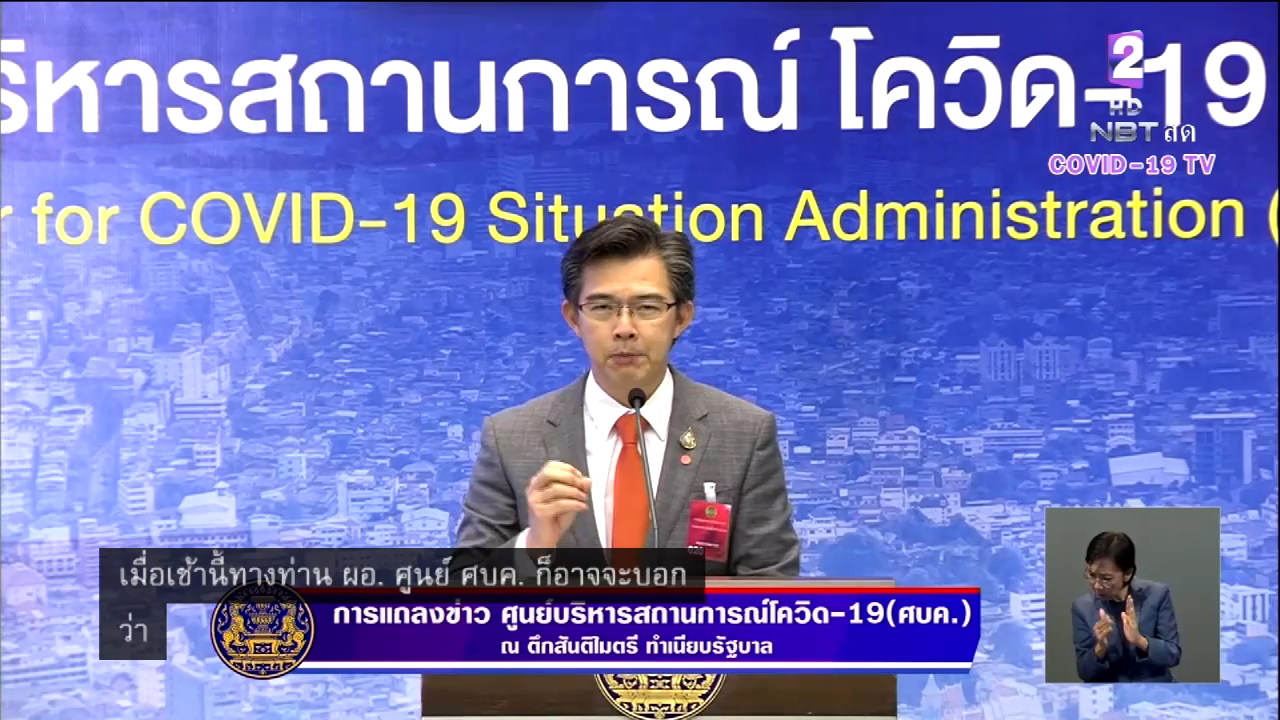 ริหารสถานการณ์ โควิด-19
2
HD
NBT สด
COVID-19 TV
r for COVID-19 Situation Administration (
เมื่อเช้านี้ทางท่าน ผอ. ศูนย์ ศบค. ก็อาจจะบอก
ว่า
การแถลงข่าว ศูนย์บริหารสถานการณ์โควิด-19(ศบค.)
ณ ตึกสันติไมตรี ทำเนียบรัฐบาล